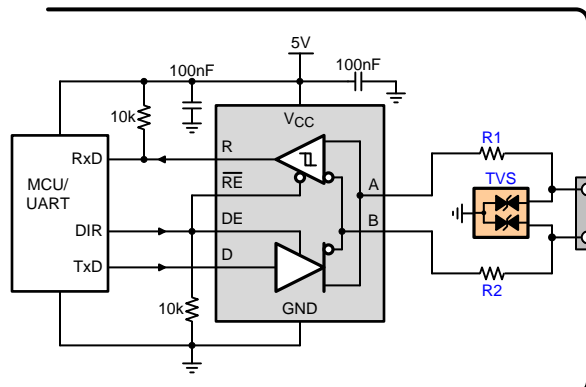 5V
100nF
100nF
10k
VCC
R1
RxD
R
MCU/
UART
RE
A
TVS
DIR
DE
B
TxD
D
10k
GND
R2